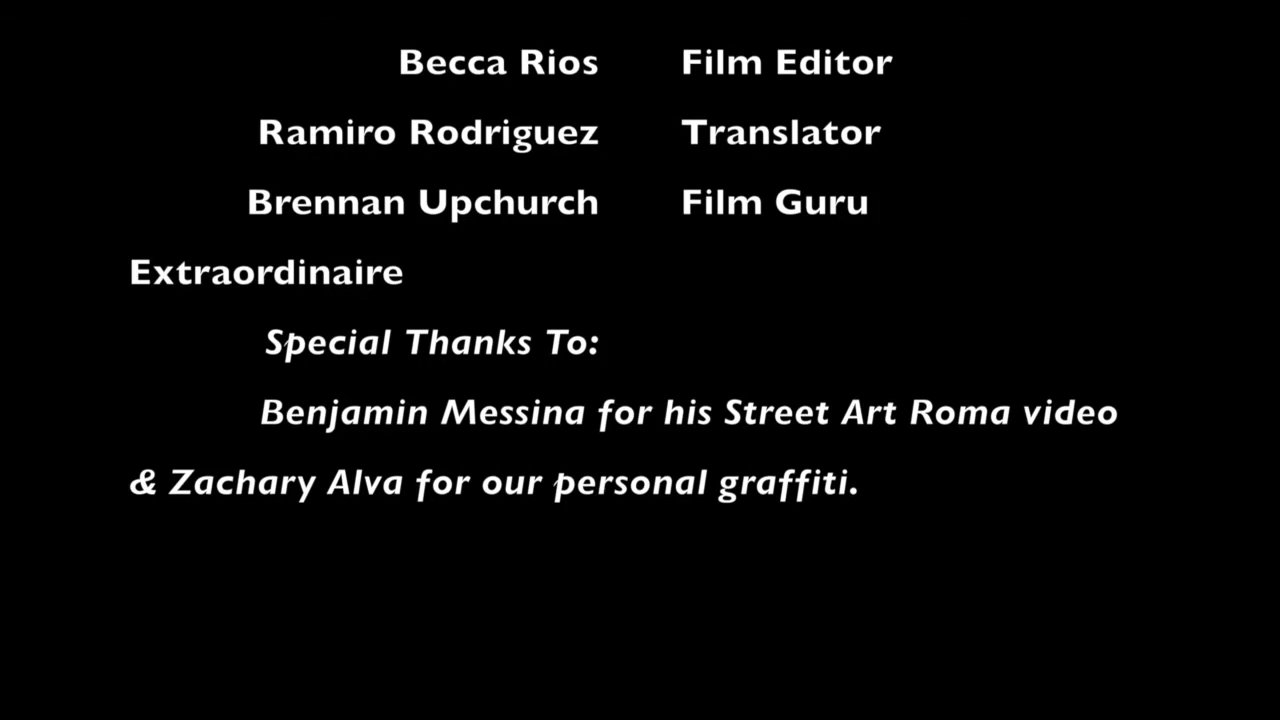 Becca Rios Film Editor
Ramiro Rodriguez Translator
Brennan Upchurch Film Guru
Extraordinaire
Special Thanks To:
Benjamin Messina for his Street Art Roma video
& Zachary Alva for our personal graffiti.